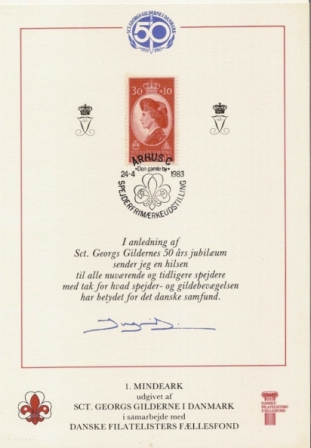 SCT. GEORGS GILDERNE I DANMARK
50
30 +10
ÅRHUS C
"Den gamle by"
24-4 1983
SPEJDERFRIMÆRKEUDSTILLING
I anledning af
Sct. Georgs Gildernes 50 års jubilæum
sender jeg en hilsen
til alle nuværende og tidligere spejdere
med tak for hvad spejder- og gildebevægelsen
har betydet for det danske samfund.
1. MINDEARK
udgivet af
SCT. GEORGS GILDERNE I DANMARK
i samarbejde med
DANSKE FILATELISTERS FÆLLESFOND
DANSKE
FILATELISTERS
FÆLLESFOND